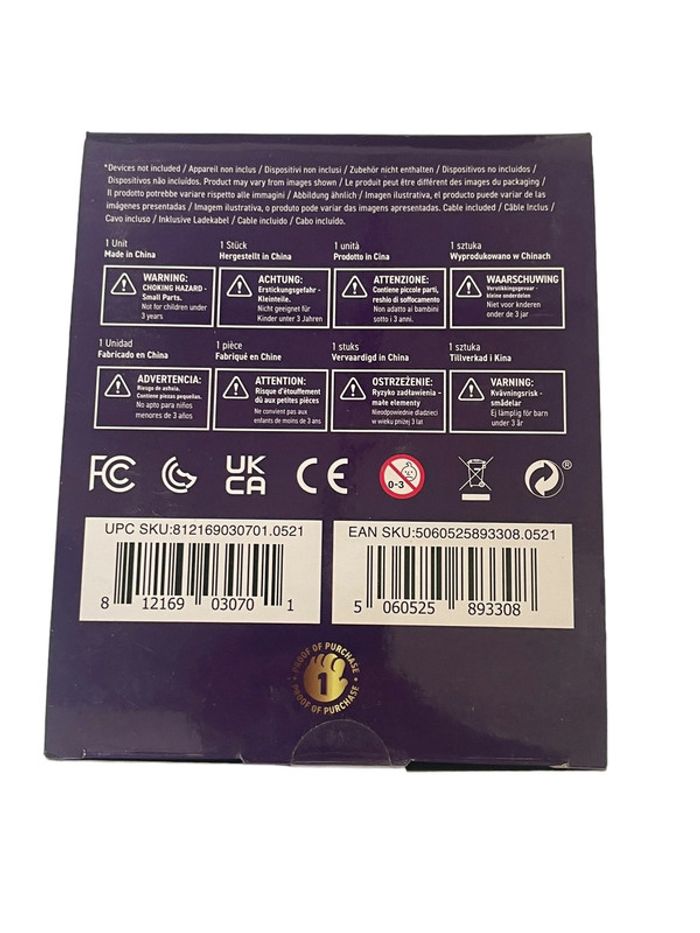 *Devices not included / Appareil non inclus / Dispositivi non inclusi / Zubehör nicht enthalten / Dispositivos no incluidos /
Dispositivos não incluídos. Product may vary from images shown / Le produit peut être différent des images du packaging /
Il prodotto potrebbe variare rispetto alle immagini / Abbildung ähnlich / Imagen ilustrativa, el producto puede variar de las
imágenes presentadas / Imagem ilustrativa, o produto pode variar das imagens apresentadas. Cable included / Câble Inclus /
Cavo incluso / Inklusive Ladekabel / Cable incluido / Cabo incluído.
1 Unit
Made in China
WARNING:
CHOKING HAZARD -
Small Parts.
Not for children under
3 years
1 Stück
Hergestellt in China
ACHTUNG:
Erstickungsgefahr -
Kleinteile.
Nicht geeignet für
Kinder unter 3 Jahren
1 unità
Prodotto in Cina
ATTENZIONE:
Contiene piccole parti,
reshio di soffocamento
Non adatto ai bambini
sotto i 3 anni.
1 sztuka
Wyprodukowano w Chinach
WAARSCHUWING
Verstikkingsgevaar -
kleine onderdelen
Niet voor knderen
onder de 3 jar
1 Unidad
Fabricado en China
ADVERTENCIA:
Riesgo de asfixia.
Contiene piezas pequeñas.
No apto para niños
menores de 3 años
1 pièce
Fabriqué en Chine
ATTENTION:
Risque d'étouffement
dû aux petites pièces
Ne convient pas aux
enfants de moins de 3 ans
1 stuks
Vervaardigd in China
OSTRZEŻENIE:
Ryzyko zadławienia -
małe elementy
Nieodpowiednie dladzieci
w wieku pniżej 3 lat
1 sztuka
Tillverkad i Kina
VARNING:
Kvävningsrisk -
smådelar
Ej lämplig för barn
under 3 år
FC
UK
CA
CE
0-3
®
UPC SKU:812169030701.0521
8 12169 03070 1
EAN SKU:5060525893308.0521
5 060525 893308
PROOF OF PURCHASE
1
PROOF OF PURCHASE